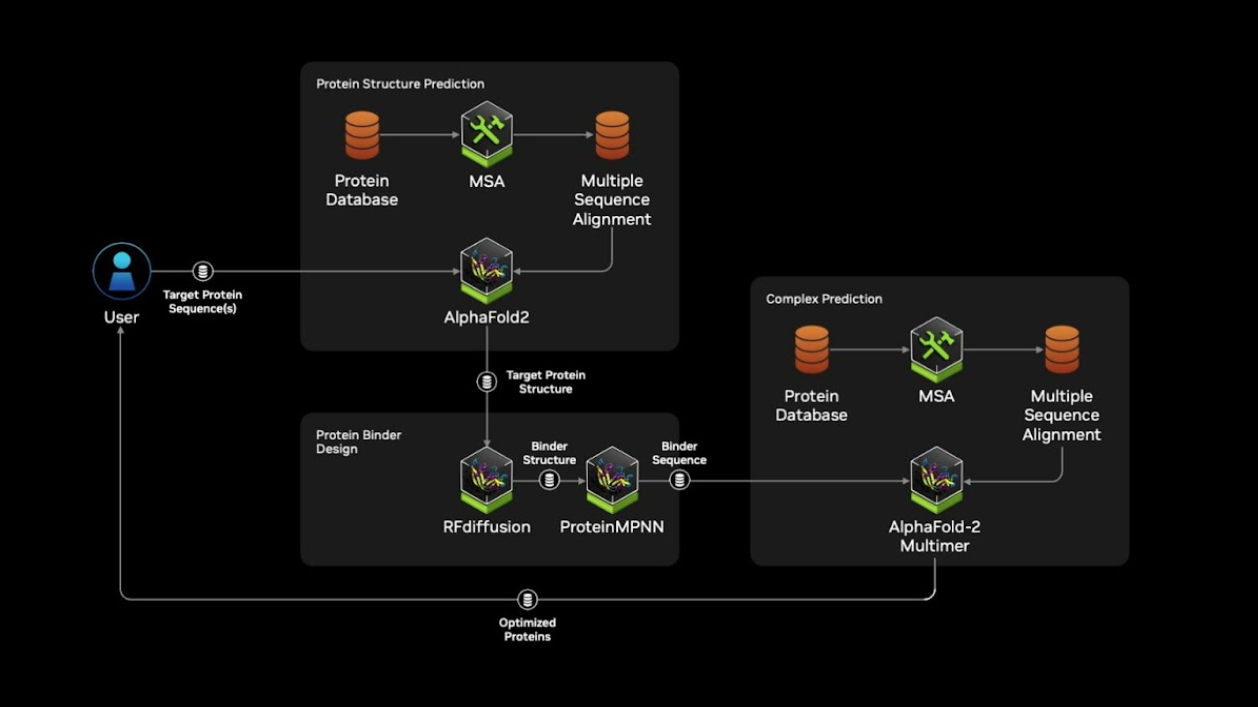 Protein Structure Prediction
Protein
Database
MSA
Multiple
Sequence
Alignment
User
Target Protein
Sequence(s)
AlphaFold2
Target Protein
Structure
Protein Binder
Design
RFdiffusion
Binder
Structure
ProteinMPNN
Binder
Sequence
Complex Prediction
Protein
Database
MSA
Multiple
Sequence
Alignment
AlphaFold-2
Multimer
Optimized
Proteins